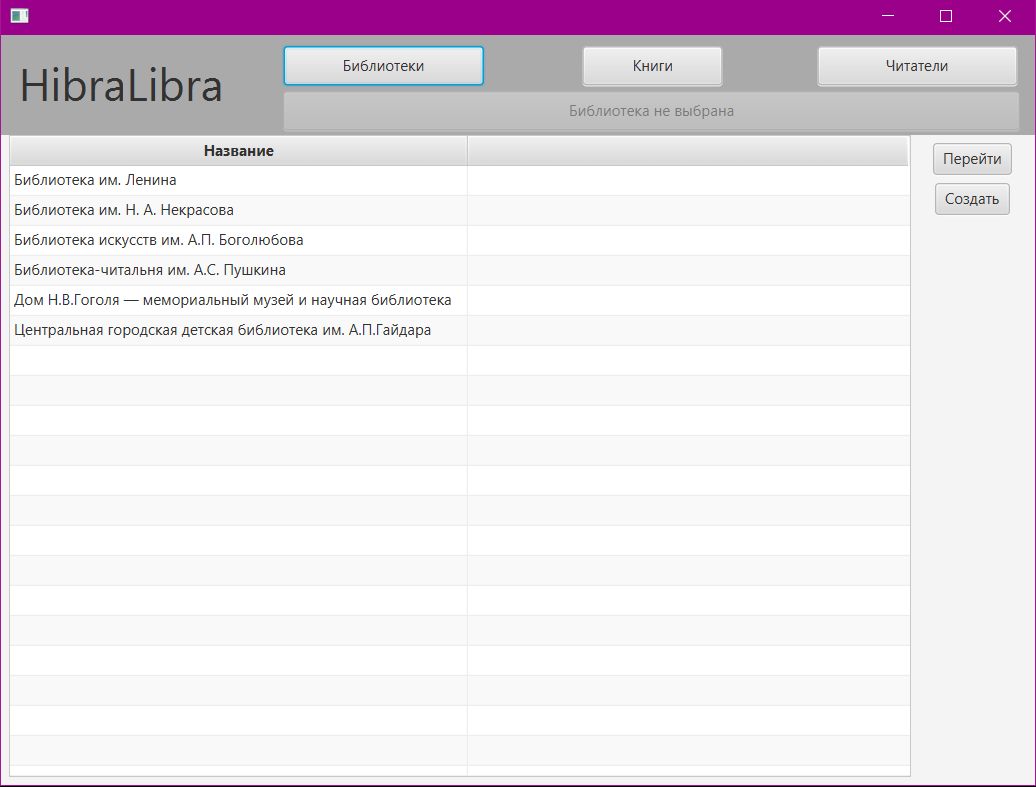 HibraLibra
Библиотеки
Книги
Читатели
Библиотека не выбрана
Название
Библиотека им. Ленина
Библиотека им. Н. А. Некрасова
Библиотека искусств им. А.П. Боголюбова
Библиотека-читальня им. А.С. Пушкина
Дом Н.В.Гоголя — мемориальный музей и научная библиотека
Центральная городская детская библиотека им. А.П.Гайдара
Перейти
Создать